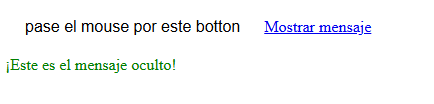 pase el mouse por este botton Mostrar mensaje
¡Este es el mensaje oculto!